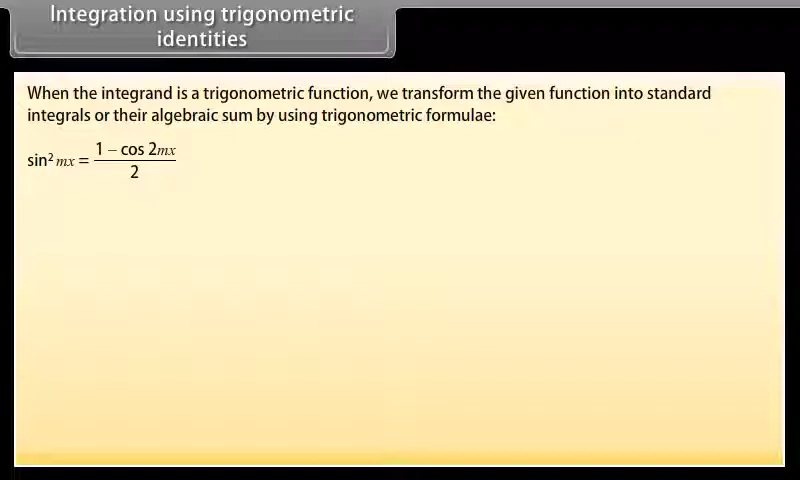 Integration using trigonometric
identities
When the integrand is a trigonometric function, we transform the given function into standard
integrals or their algebraic sum by using trigonometric formulae:
sin² mx = (1 – cos 2mx)/2